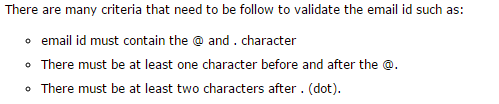 There are many criteria that need to be follow to validate the email id such as:
email id must contain the @ and . character
There must be at least one character before and after the @.
There must be at least two characters after . (dot).